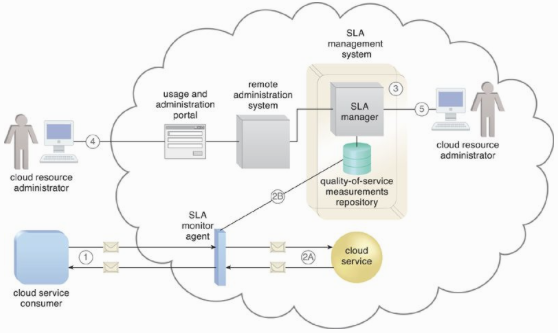 SLA
management
system
usage and
administration
portal
remote
administration
system
3
SLA
manager
5
4
cloud resource
administrator
cloud resource
administrator
quality-of-service
measurements
repository
2B
SLA
monitor
agent
1
2A
cloud
service
cloud service
consumer